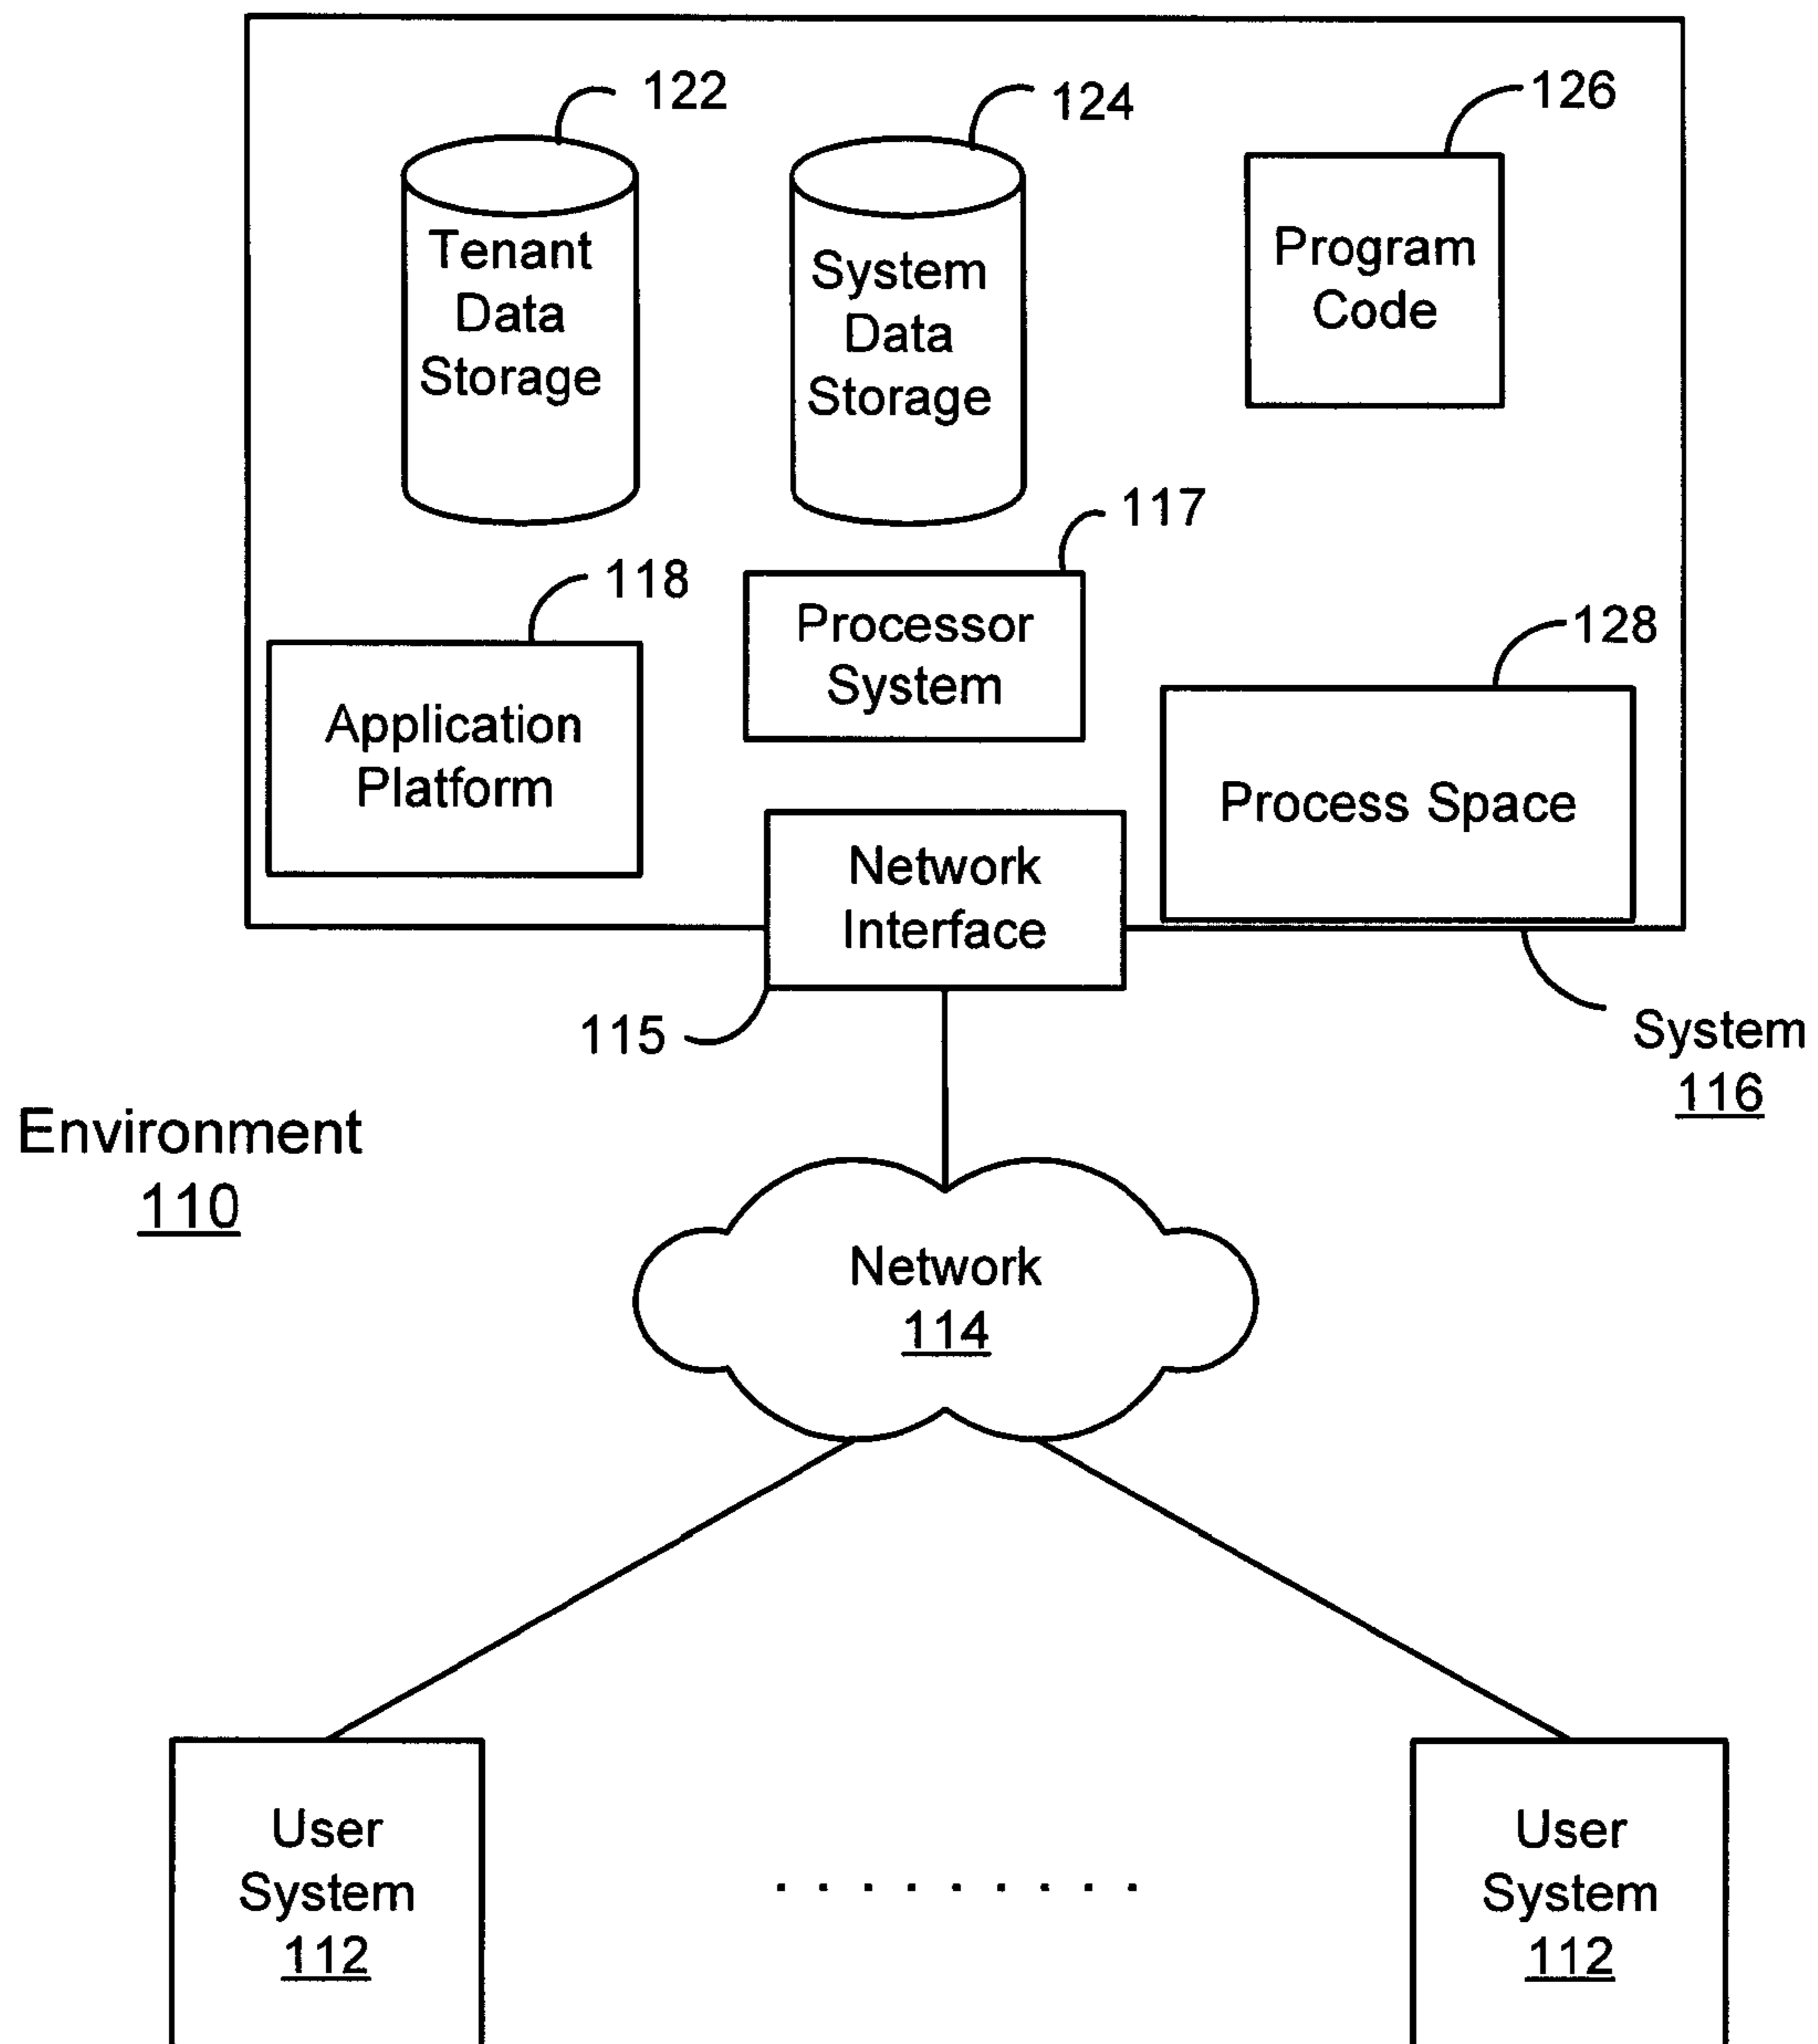 122
124
126
Tenant
Data
Storage
System
Data
Storage
Program
Code
117
118
Processor
System
128
Application
Platform
Process Space
Network
Interface
115
System
116
Environment
110
Network
114
User
System
112
.........
User
System
112